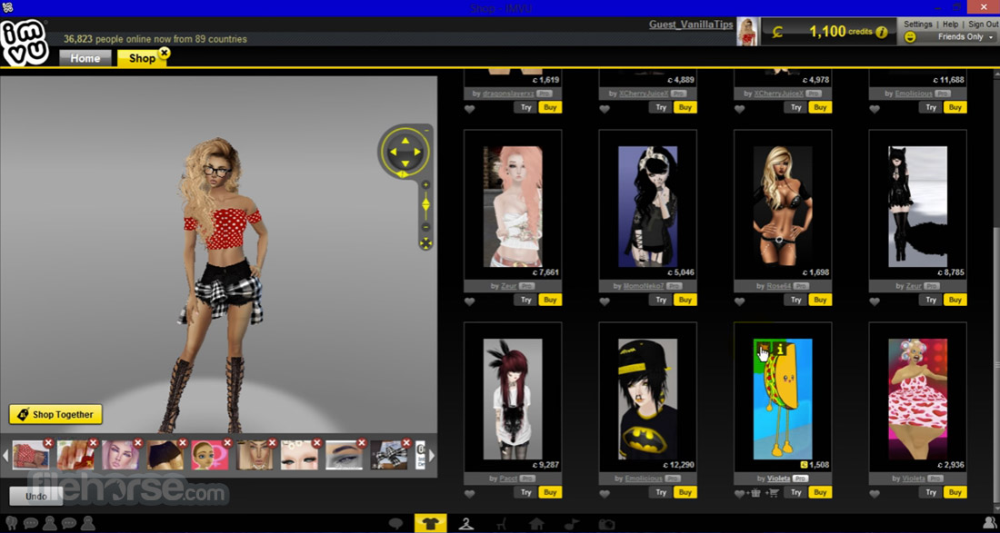 Shop - IMVU
imvu
36,823 people online now from 89 countries
Guest_VanillaTips
1,100 credits
Settings | Help | Sign Out
Friends Only
Home
Shop
1,619
4,889
4,978
11,688
by dragonslayerxz Pro
by XCherryJuiceX Pro
by XCherryJuiceX Pro
by Emolicious Pro
Try Buy
Try Buy
Try Buy
Try Buy
7,661
5,046
1,698
8,785
by Zeur Pro
by MomoNeko? Pro
by Rose64 Pro
by Zeur Pro
Try Buy
Try Buy
Try Buy
Try Buy
9,287
12,290
1,508
2,936
by Pacct Pro
by Emolicious Pro
by Violeta Pro
by Violeta Pro
Try Buy
Try Buy
Try Buy
Try Buy
Shop Together
Undo
filehorse.com